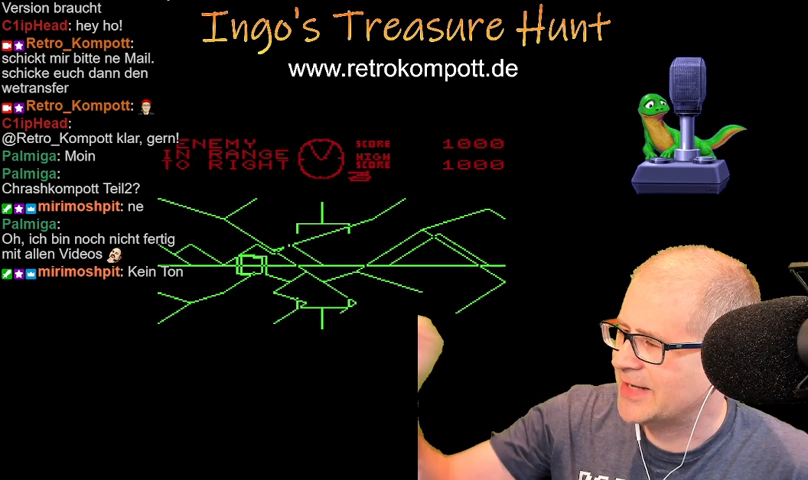 Version braucht
C1ipHead: hey ho!
Retro_Kompott:
schickt mir bitte ne Mail.
schicke euch dann den
wetransfer
Retro_Kompott:
C1ipHead:
@Retro_Kompott klar, gern!
Palmiga: Moin
Palmiga:
Chrashkompott Teil2?
mirimoshpit: ne
Palmiga:
Oh, ich bin noch nicht fertig
mit allen Videos
mirimoshpit: Kein Ton
Ingo's Treasure Hunt
www.retrokompott.de
ENEMY
IN RANGE
TO RIGHT
SCORE 1000
HIGH
SCORE 1000